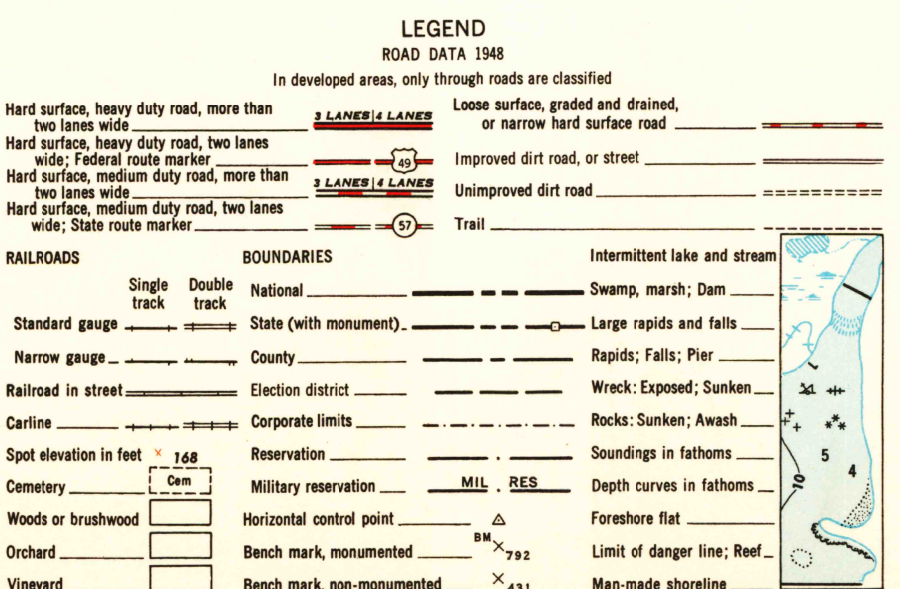 LEGEND
ROAD DATA 1948
In developed areas, only through roads are classified
Hard surface, heavy duty road, more than
two lanes wide
3 LANES 4 LANES
Hard surface, heavy duty road, two lanes
wide; Federal route marker
49
Hard surface, medium duty road, more than
two lanes wide
3 LANES 4 LANES
Hard surface, medium duty road, two lanes
wide; State route marker
57
Loose surface, graded and drained,
or narrow hard surface road
Improved dirt road, or street
Unimproved dirt road
Trail
RAILROADS
Single track
Double track
Standard gauge
Narrow gauge
Railroad in street
Carline
Spot elevation in feet 168
Cemetery Cem
Woods or brushwood
Orchard
Vineyard
BOUNDARIES
National
State (with monument)
County
Election district
Corporate limits
Reservation
Military reservation MIL. RES
Horizontal control point
Bench mark, monumented BM 792
Bench mark, non-monumented 431
Intermittent lake and stream
Swamp, marsh; Dam
Large rapids and falls
Rapids; Falls; Pier
Wreck: Exposed; Sunken
Rocks: Sunken; Awash
Soundings in fathoms
5
4
Depth curves in fathoms
10
Foreshore flat
Limit of danger line; Reef
Man-made shoreline